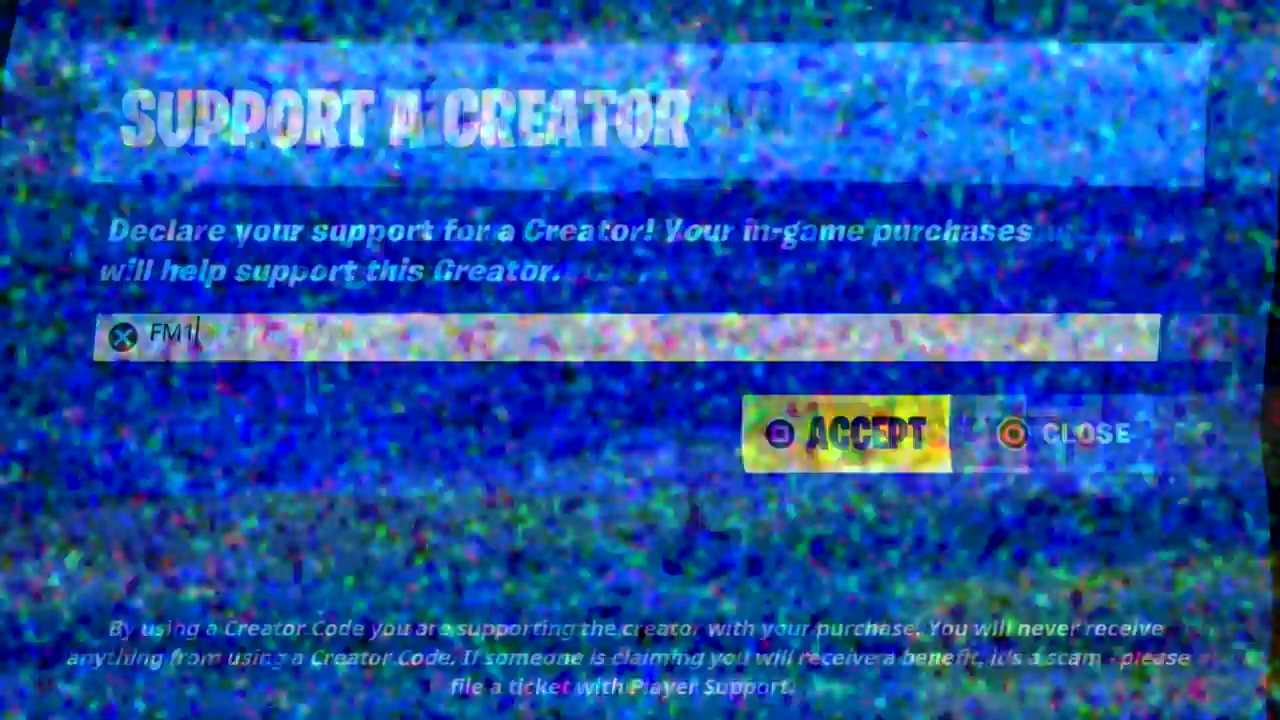 SUPPORT A CREATOR
Declare your support for a Creator! Your in-game purchases
will help support this Creator.
FM1
ACCEPT
CLOSE
By using a Creator Code you are supporting the creator with your purchase. You will never receive
anything from using a Creator Code. If someone is claiming you will receive a benefit, it's a scam - please
file a ticket with Player Support.